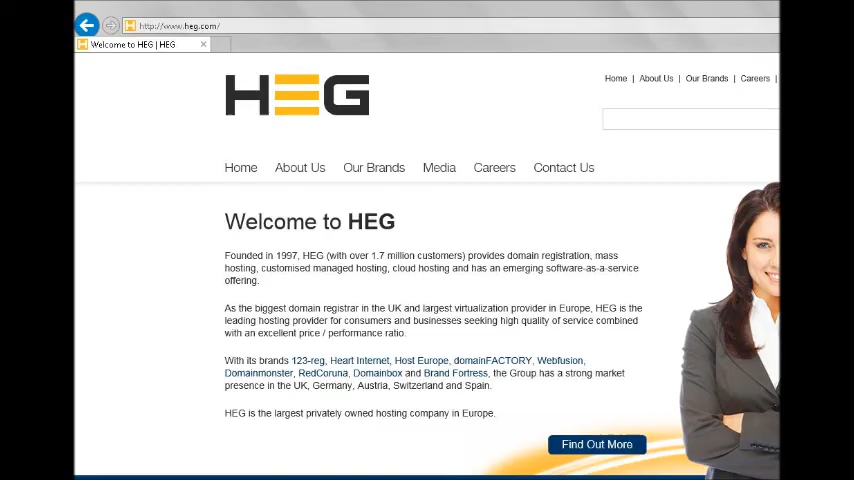 http://www.heg.com/
Welcome to HEG | HEG
HEG
Home | About Us | Our Brands | Careers |
Home About Us Our Brands Media Careers Contact Us
Welcome to HEG
Founded in 1997, HEG (with over 1.7 million customers) provides domain registration, mass
hosting, customised managed hosting, cloud hosting and has an emerging software-as-a-service
offering.
As the biggest domain registrar in the UK and largest virtualization provider in Europe, HEG is the
leading hosting provider for consumers and businesses seeking high quality of service combined
with an excellent price / performance ratio.
With its brands 123-reg, Heart Internet, Host Europe, domainFACTORY, Webfusion,
Domainmonster, RedCoruna, Domainbox and Brand Fortress, the Group has a strong market
presence in the UK, Germany, Austria, Switzerland and Spain.
HEG is the largest privately owned hosting company in Europe.
Find Out More